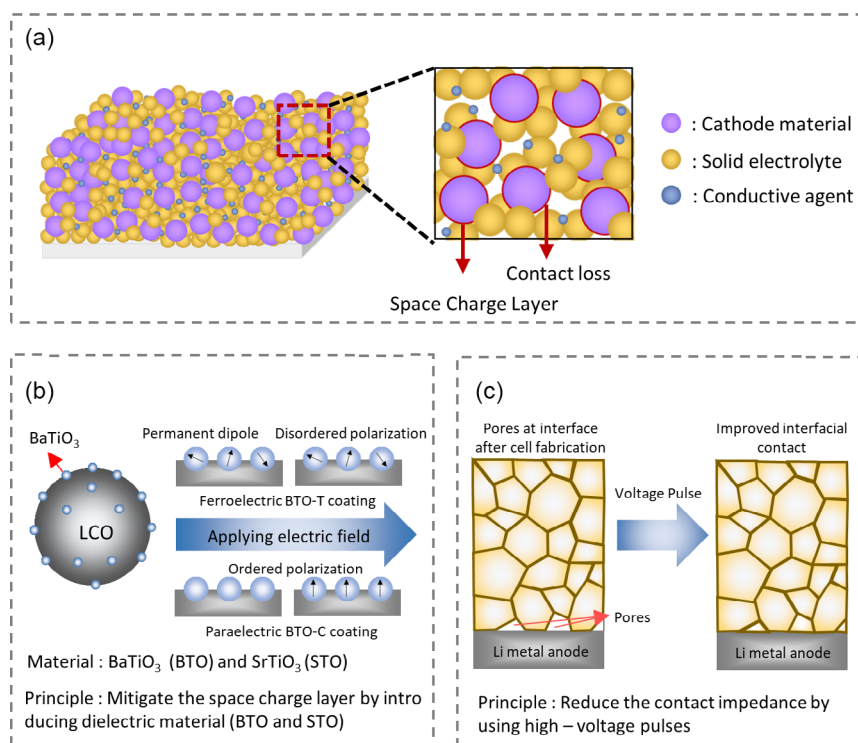 (a)
: Cathode material
: Solid electrolyte
: Conductive agent
Contact loss
Space Charge Layer
(b)
BaTiO3
LCO
Permanent dipole
Disordered polarization
Ferroelectric BTO-T coating
Applying electric field
Ordered polarization
Paraelectric BTO-C coating
Material : BaTiO3 (BTO) and SrTiO3 (STO)
Principle : Mitigate the space charge layer by intro
ducing dielectric material (BTO and STO)
(c)
Pores at interface
after cell fabrication
Improved interfacial
contact
Voltage Pulse
Pores
Li metal anode
Li metal anode
Principle : Reduce the contact impedance by
using high – voltage pulses